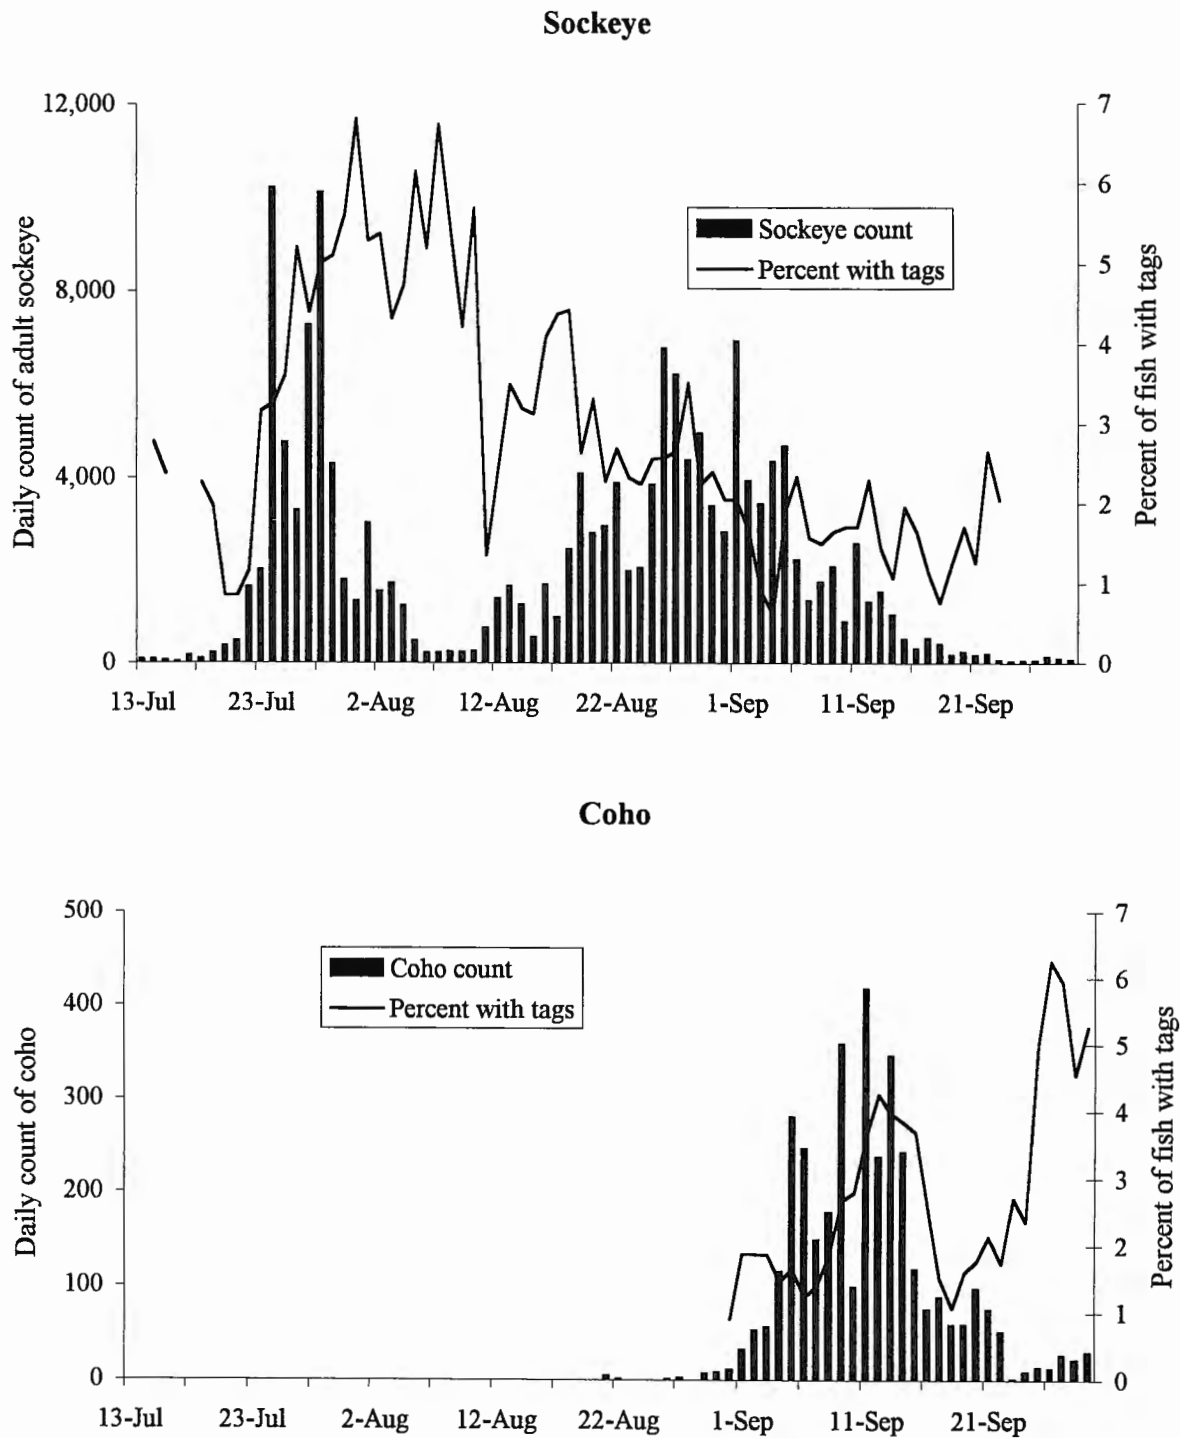 Sockeye
12,000
8,000
4,000
0
Daily count of adult sockeye
7
6
5
4
3
2
1
0
Percent of fish with tags
Sockeye count
Percent with tags
13-Jul 23-Jul 2-Aug 12-Aug 22-Aug 1-Sep 11-Sep 21-Sep
Coho
500
400
300
200
100
0
Daily count of coho
7
6
5
4
3
2
1
0
Percent of fish with tags
Coho count
Percent with tags
13-Jul 23-Jul 2-Aug 12-Aug 22-Aug 1-Sep 11-Sep 21-Sep